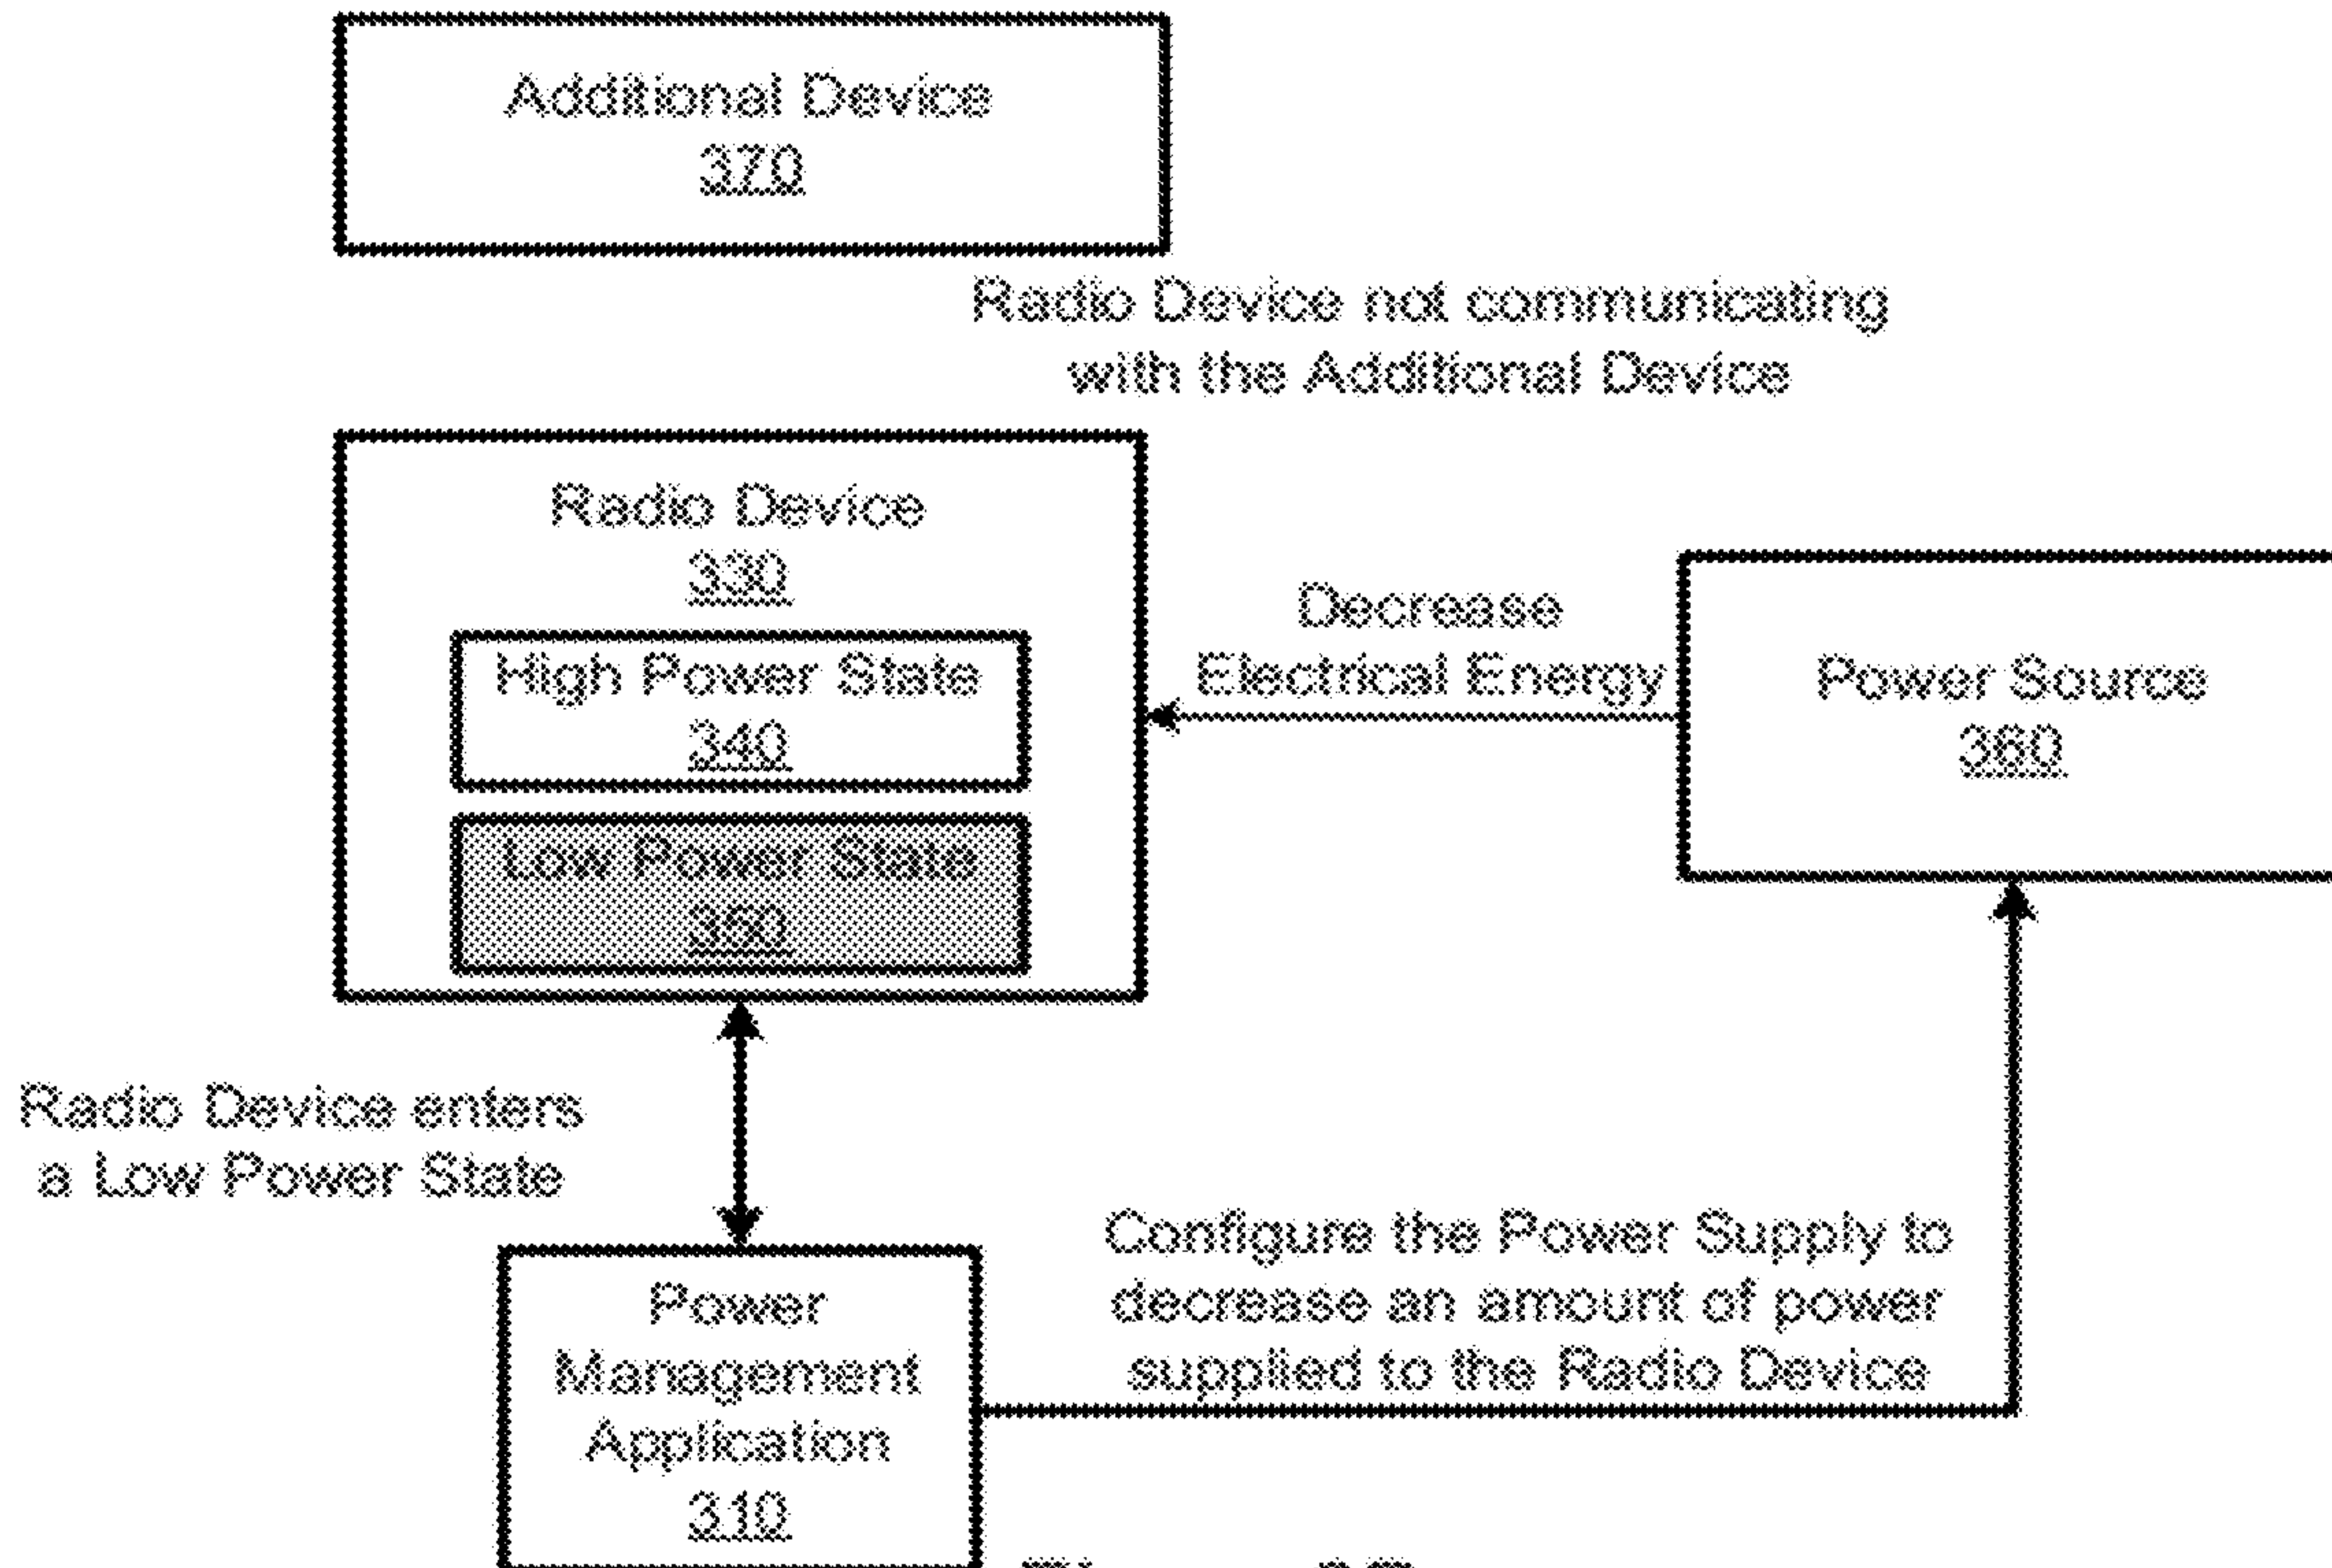 Additional Device
370
Radio Device not communicating
with the Additional Device
Radio Device
330
High Power State
340
Low Power State
350
Decrease
Electrical Energy
Power Source
360
Radio Device enters
a Low Power State
Power
Management
Application
310
Configure the Power Supply to
decrease an amount of power
supplied to the Radio Device